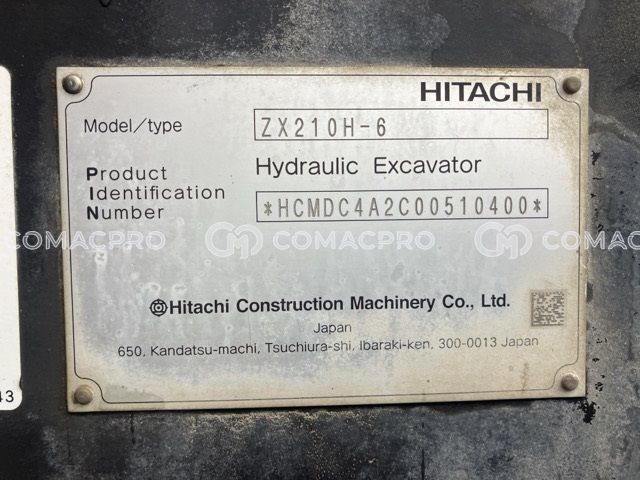 HITACHI
Model/type ZX210H-6
Hydraulic Excavator
Product
Identification
Number *HCMDC4A2C00510400*
COMACPRO COMACPRO COMACPRO
Hitachi Construction Machinery Co., Ltd.
Japan
650, Kandatsu-machi, Tsuchiura-shi, Ibaraki-ken, 300-0013 Japan
43